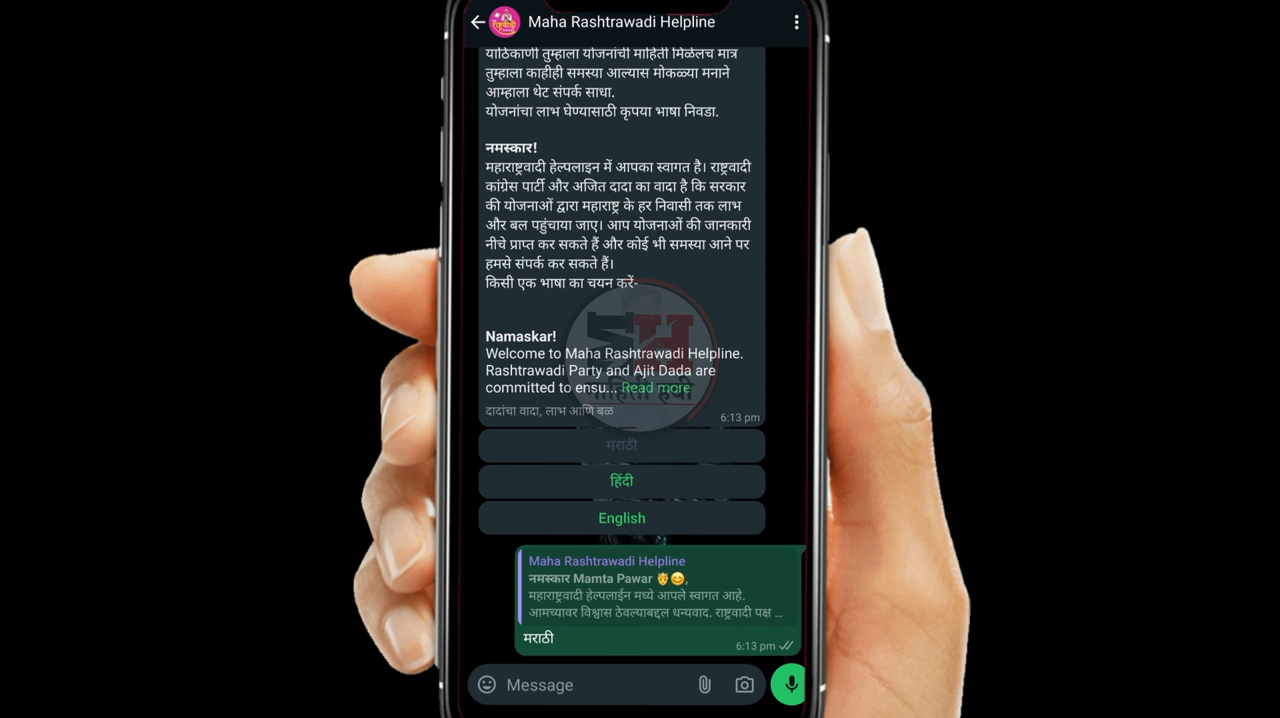 Maha Rashtrawadi Helpline
याठिकाणी तुम्हाला योजनांची माहिती मिळेलच मात्र
तुम्हाला काहीही समस्या आल्यास मोकळ्या मनाने
आम्हाला थेट संपर्क साधा.
योजनांचा लाभ घेण्यासाठी कृपया भाषा निवडा.
नमस्कार!
महाराष्ट्रवादी हेल्पलाइन में आपका स्वागत है। राष्ट्रवादी
कांग्रेस पार्टी और अजित दादा का वादा है कि सरकार
की योजनाओं द्वारा महाराष्ट्र के हर निवासी तक लाभ
और बल पहुंचाया जाए। आप योजनाओं की जानकारी
नीचे प्राप्त कर सकते हैं और कोई भी समस्या आने पर
हमसे संपर्क कर सकते हैं।
किसी एक भाषा का चयन करें-
Namaskar!
Welcome to Maha Rashtrawadi Helpline.
Rashtrawadi Party and Ajit Dada are
committed to ensu... Read more
दादांचा वादा, लाभ आणि बळ
6:13 pm
मराठी
हिंदी
English
Maha Rashtrawadi Helpline
नमस्कार Mamta Pawar 🤴😊,
महाराष्ट्रवादी हेल्पलाईन मध्ये आपले स्वागत आहे.
आमच्यावर विश्वास ठेवल्याबद्दल धन्यवाद. राष्ट्रवादी पक्ष ...
मराठी
6:13 pm
Message